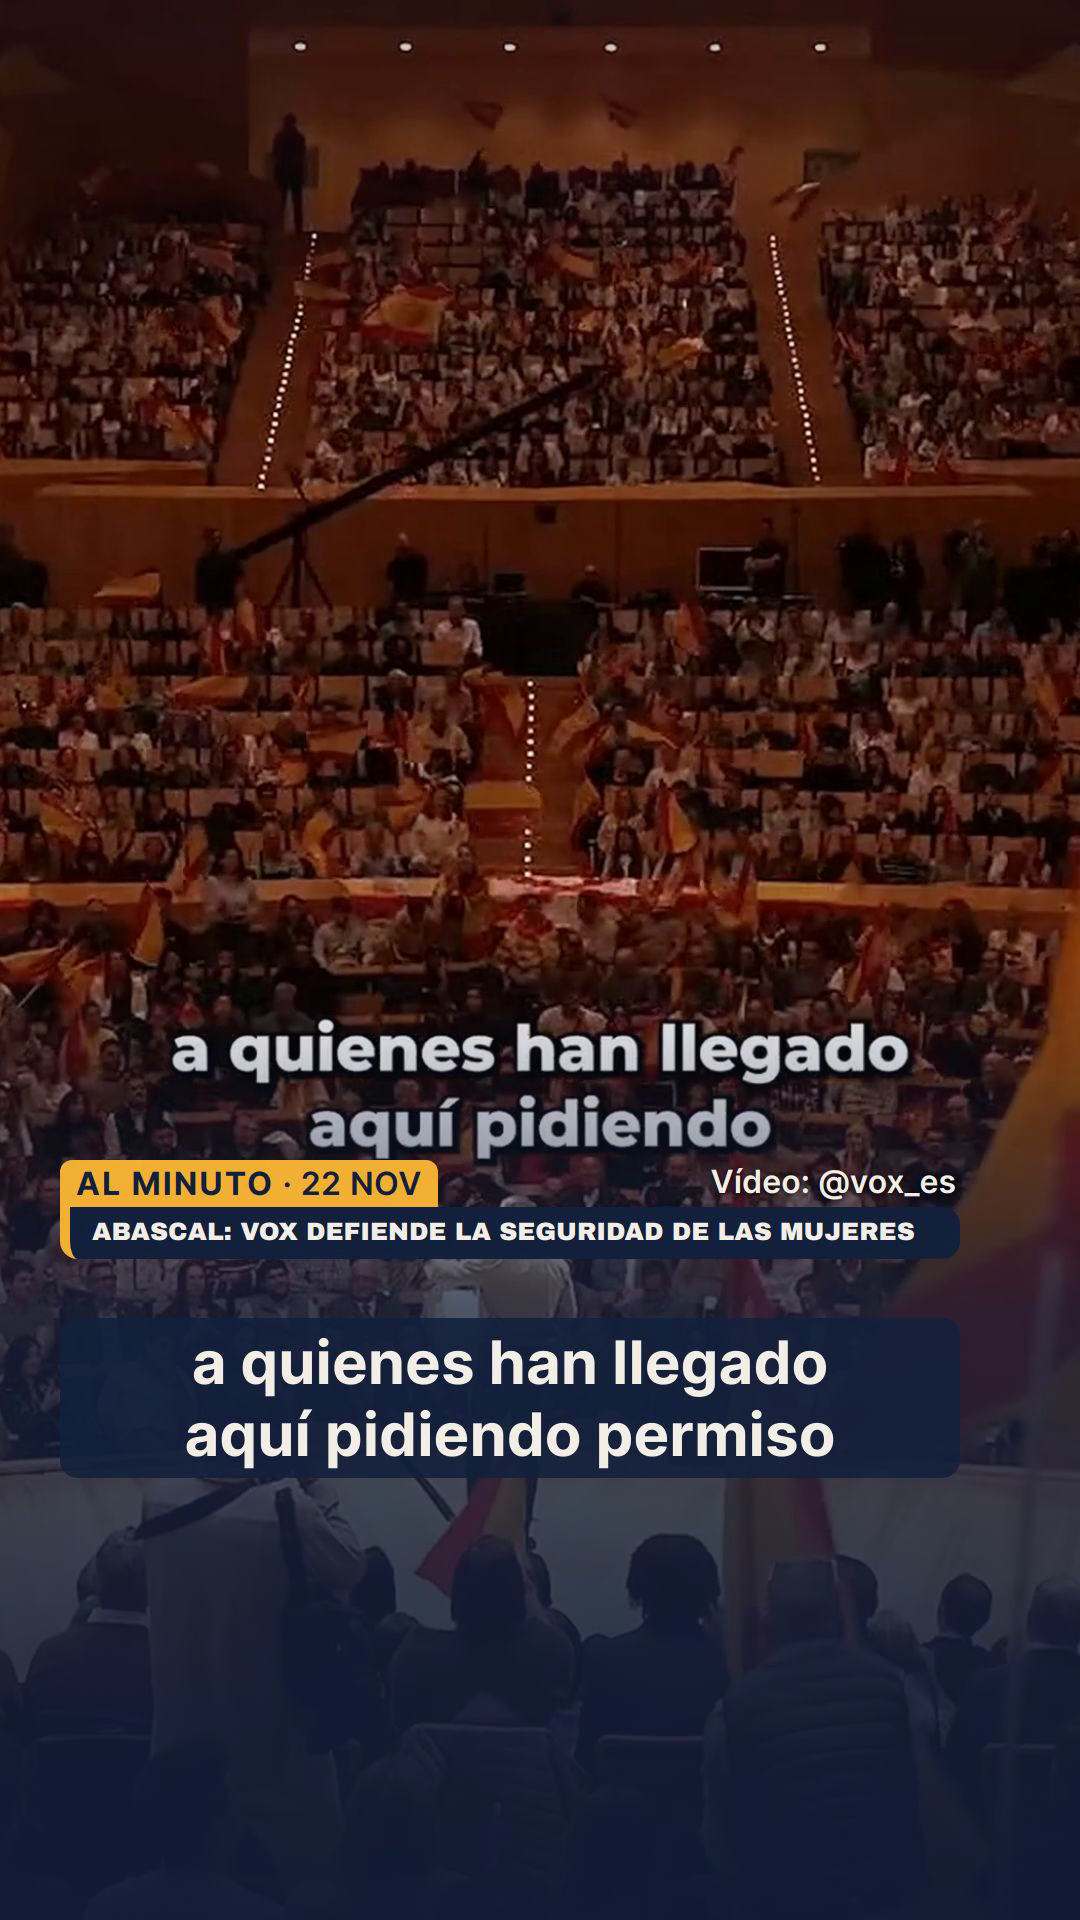 a quienes han llegado
aquí pidiendo
AL MINUTO · 22 NOV
Vídeo: @vox_es
ABASCAL: VOX DEFIENDE LA SEGURIDAD DE LAS MUJERES
a quienes han llegado
aquí pidiendo permiso